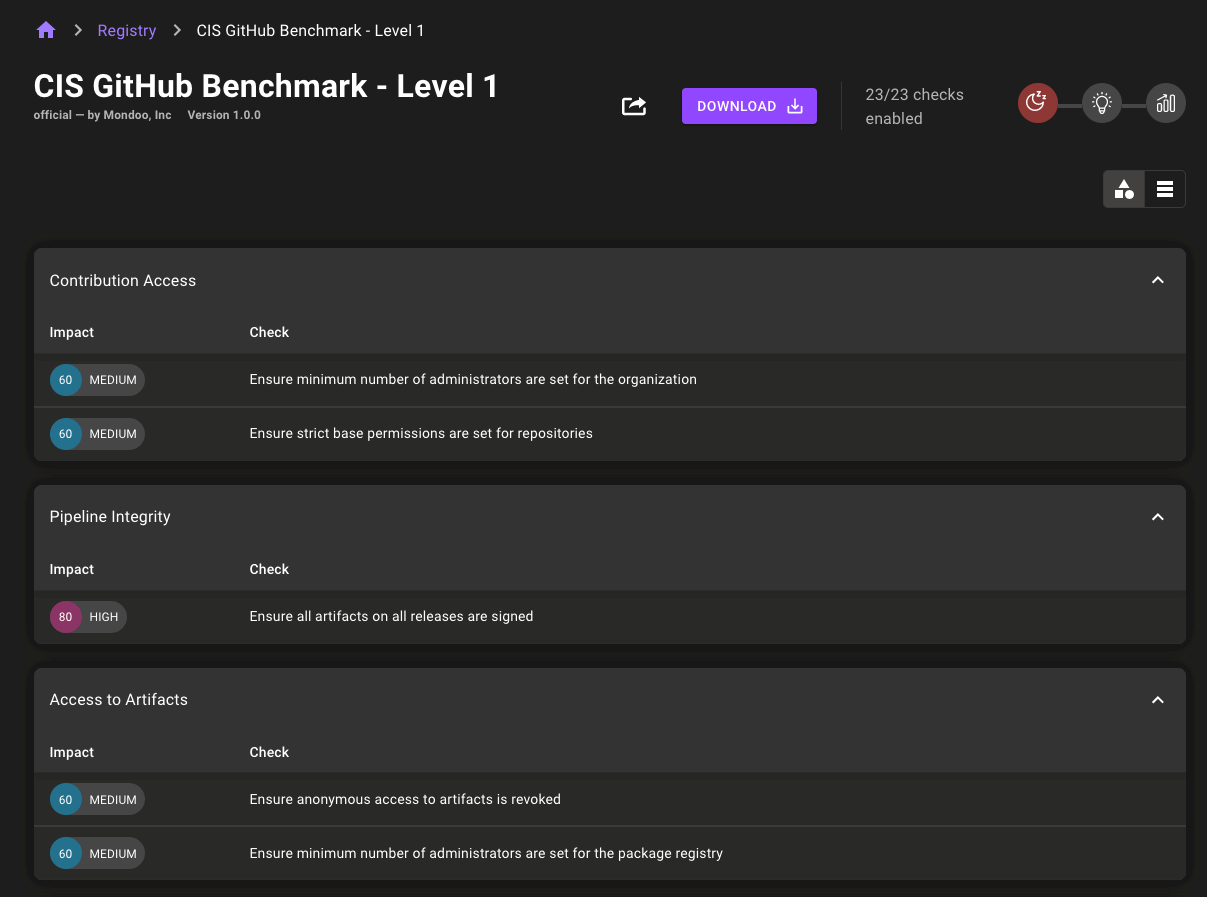 Registry
CIS GitHub Benchmark - Level 1
CIS GitHub Benchmark - Level 1
official — by Mondoo, Inc Version 1.0.0
DOWNLOAD
23/23 checks
enabled
Contribution Access
Impact Check
60 MEDIUM Ensure minimum number of administrators are set for the organization
60 MEDIUM Ensure strict base permissions are set for repositories
Pipeline Integrity
Impact Check
80 HIGH Ensure all artifacts on all releases are signed
Access to Artifacts
Impact Check
60 MEDIUM Ensure anonymous access to artifacts is revoked
60 MEDIUM Ensure minimum number of administrators are set for the package registry